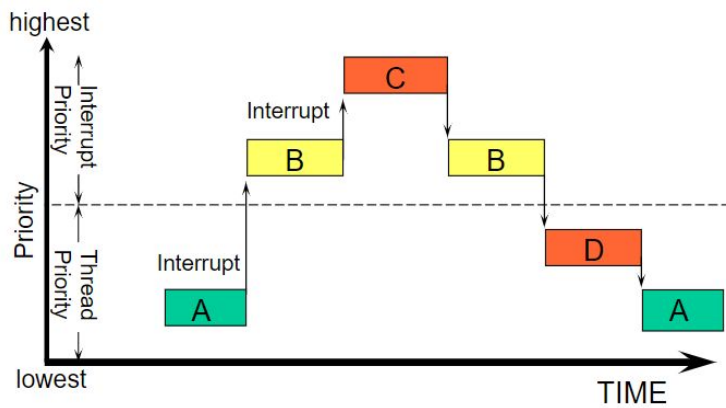 highest
Interrupt
Priority
Priority
Thread
Priority
lowest
C
Interrupt
B
B
D
Interrupt
A
A
TIME